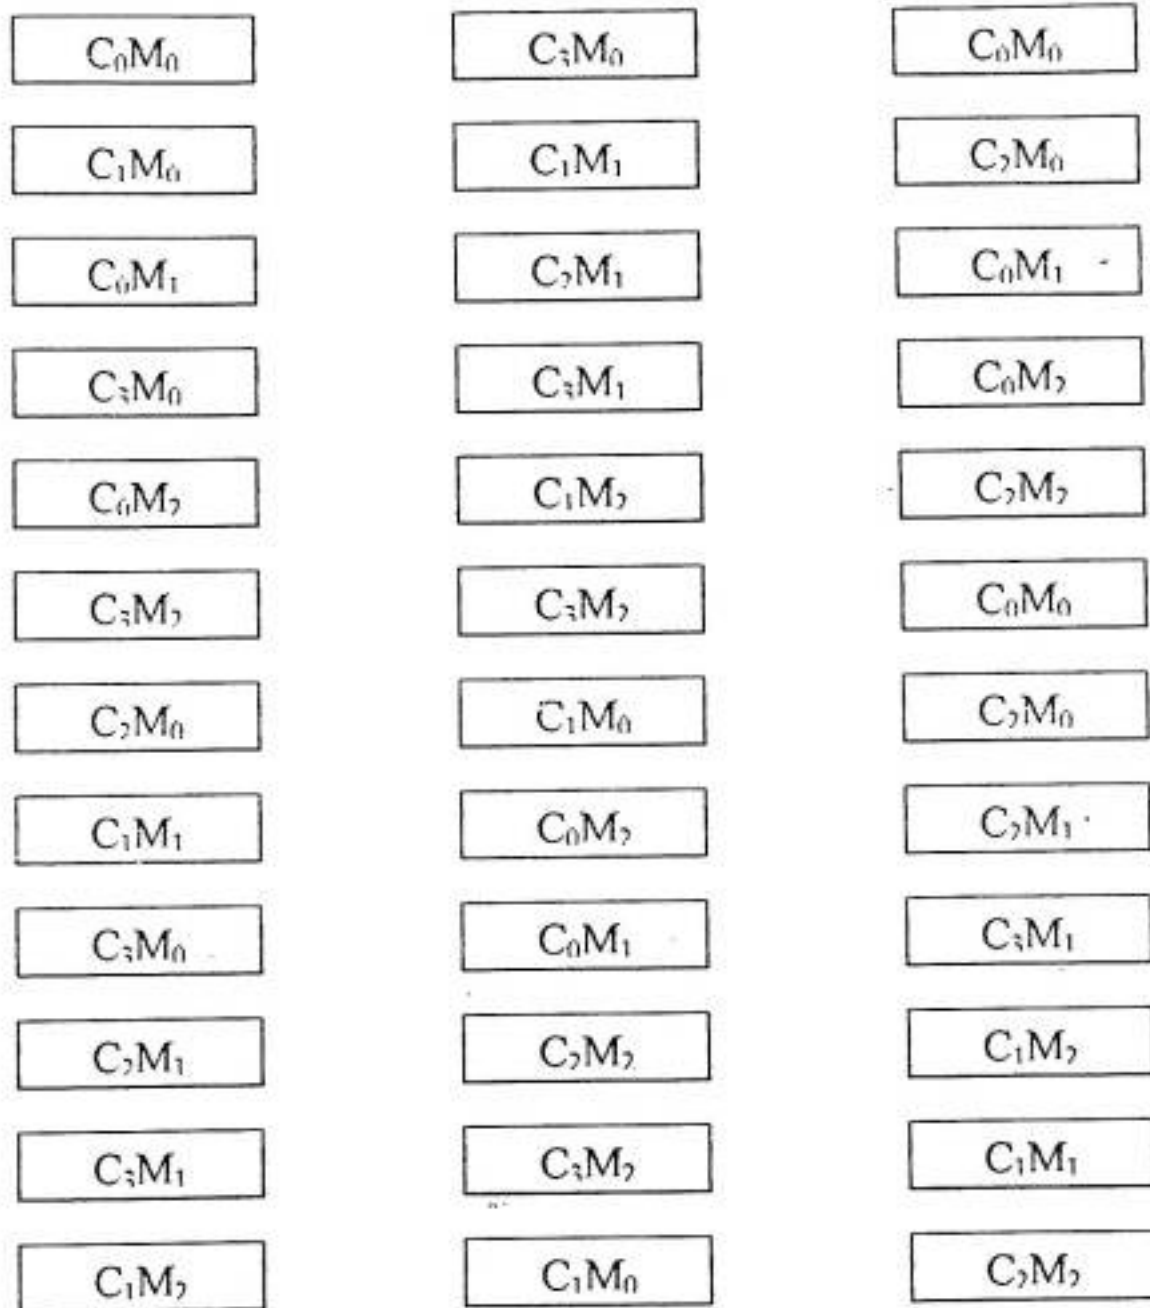 C₀M₀ C₃M₀ C₀M₀
C₁M₀ C₁M₁ C₂M₀
C₀M₁ C₂M₁ C₀M₁
C₃M₀ C₃M₁ C₀M₂
C₀M₂ C₁M₂ C₂M₂
C₃M₂ C₃M₂ C₀M₀
C₂M₀ C₁M₀ C₂M₀
C₁M₁ C₀M₂ C₂M₁
C₃M₀ C₀M₁ C₃M₁
C₂M₁ C₂M₂ C₁M₂
C₃M₁ C₃M₂ C₁M₁
C₁M₂ C₁M₀ C₂M₂